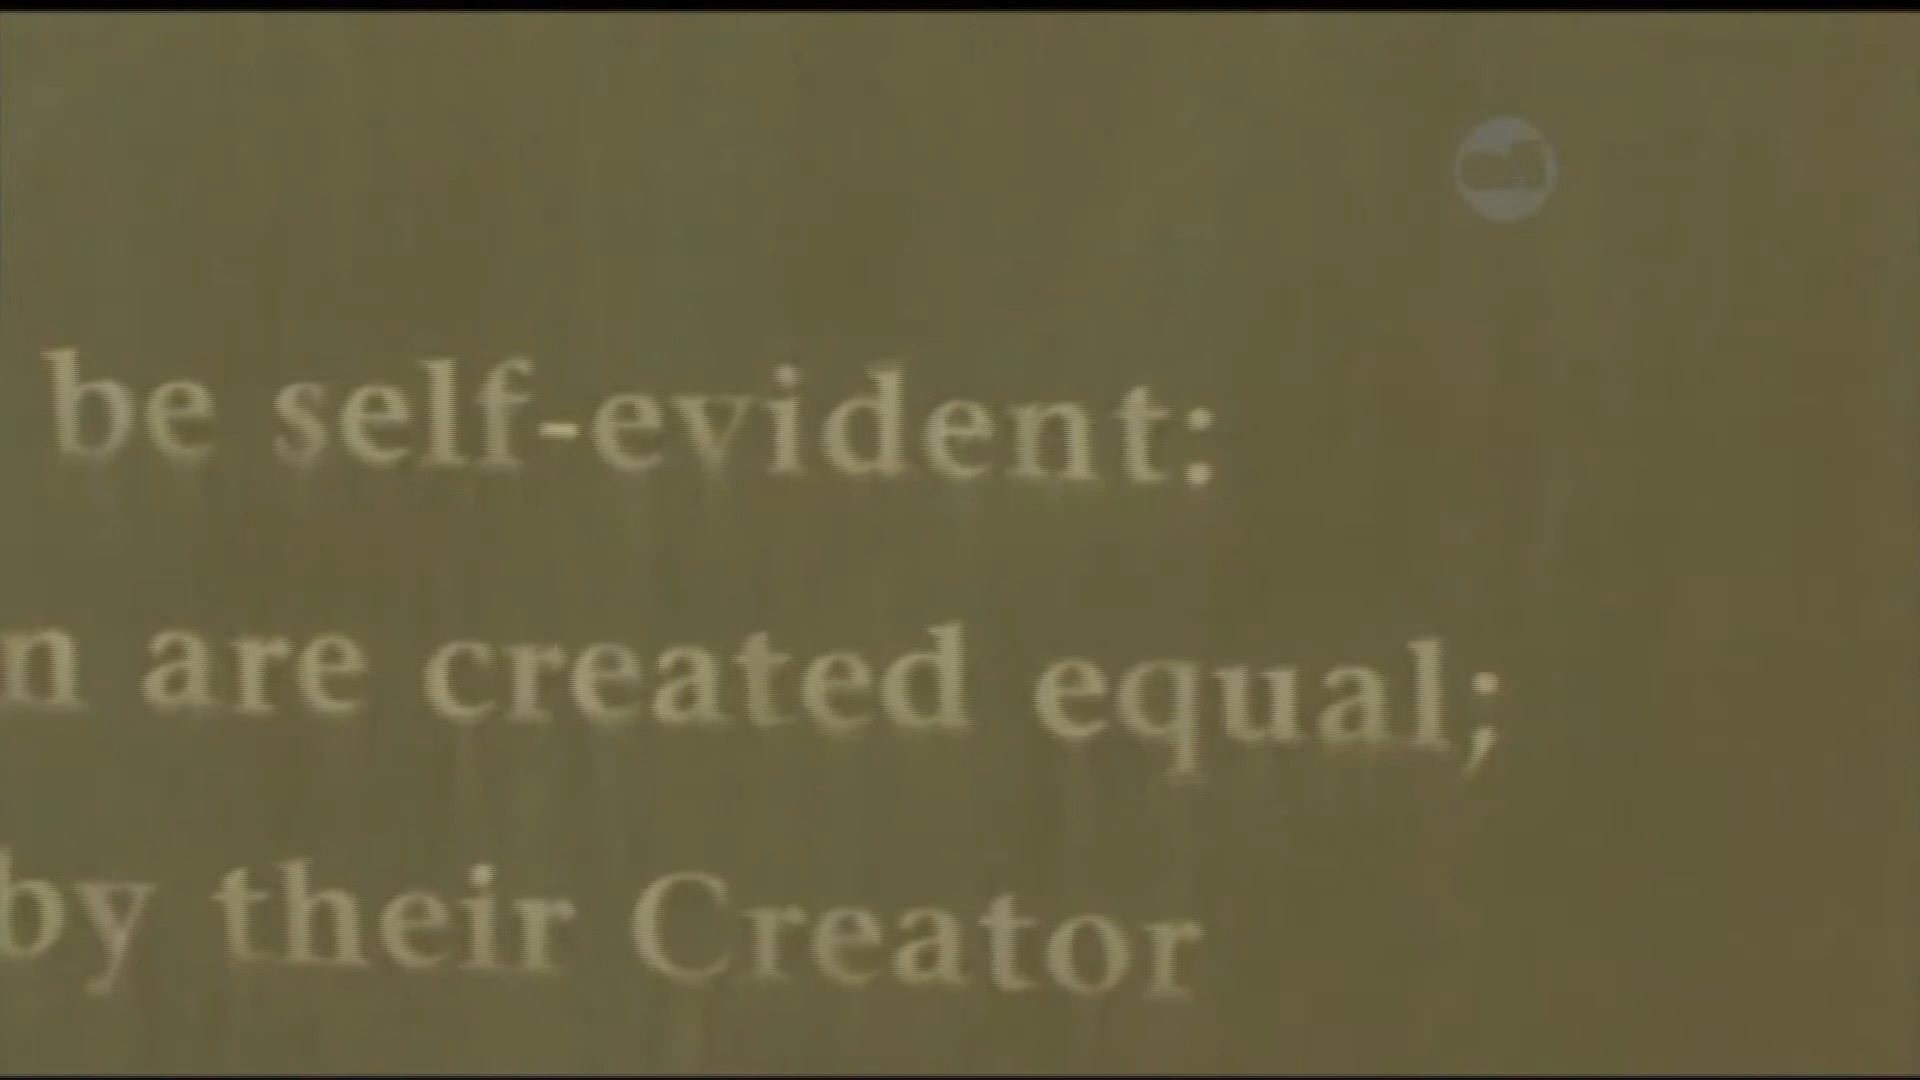 be self-evident:
n are created equal;
by their Creator